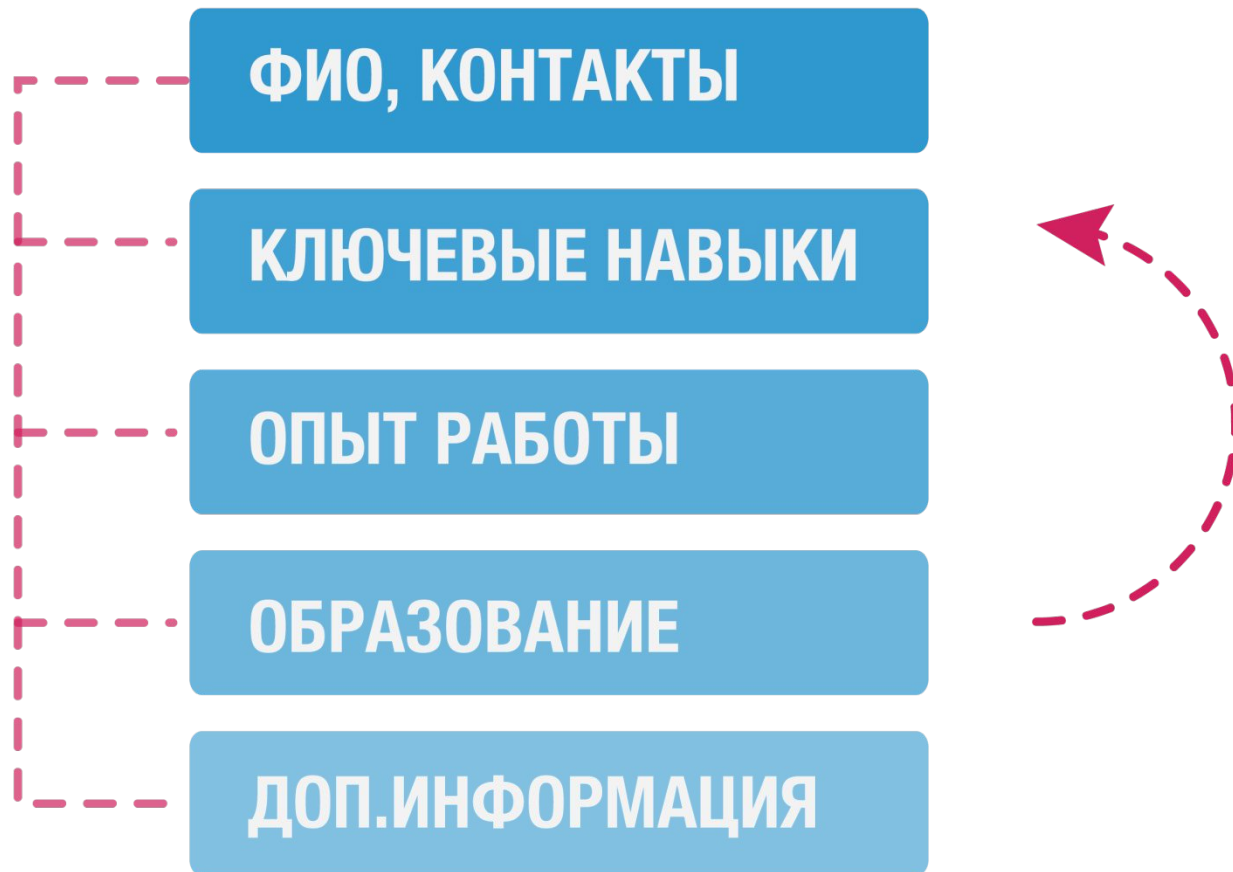 ФИО, КОНТАКТЫ
КЛЮЧЕВЫЕ НАВЫКИ
ОПЫТ РАБОТЫ
ОБРАЗОВАНИЕ
ДОП.ИНФОРМАЦИЯ